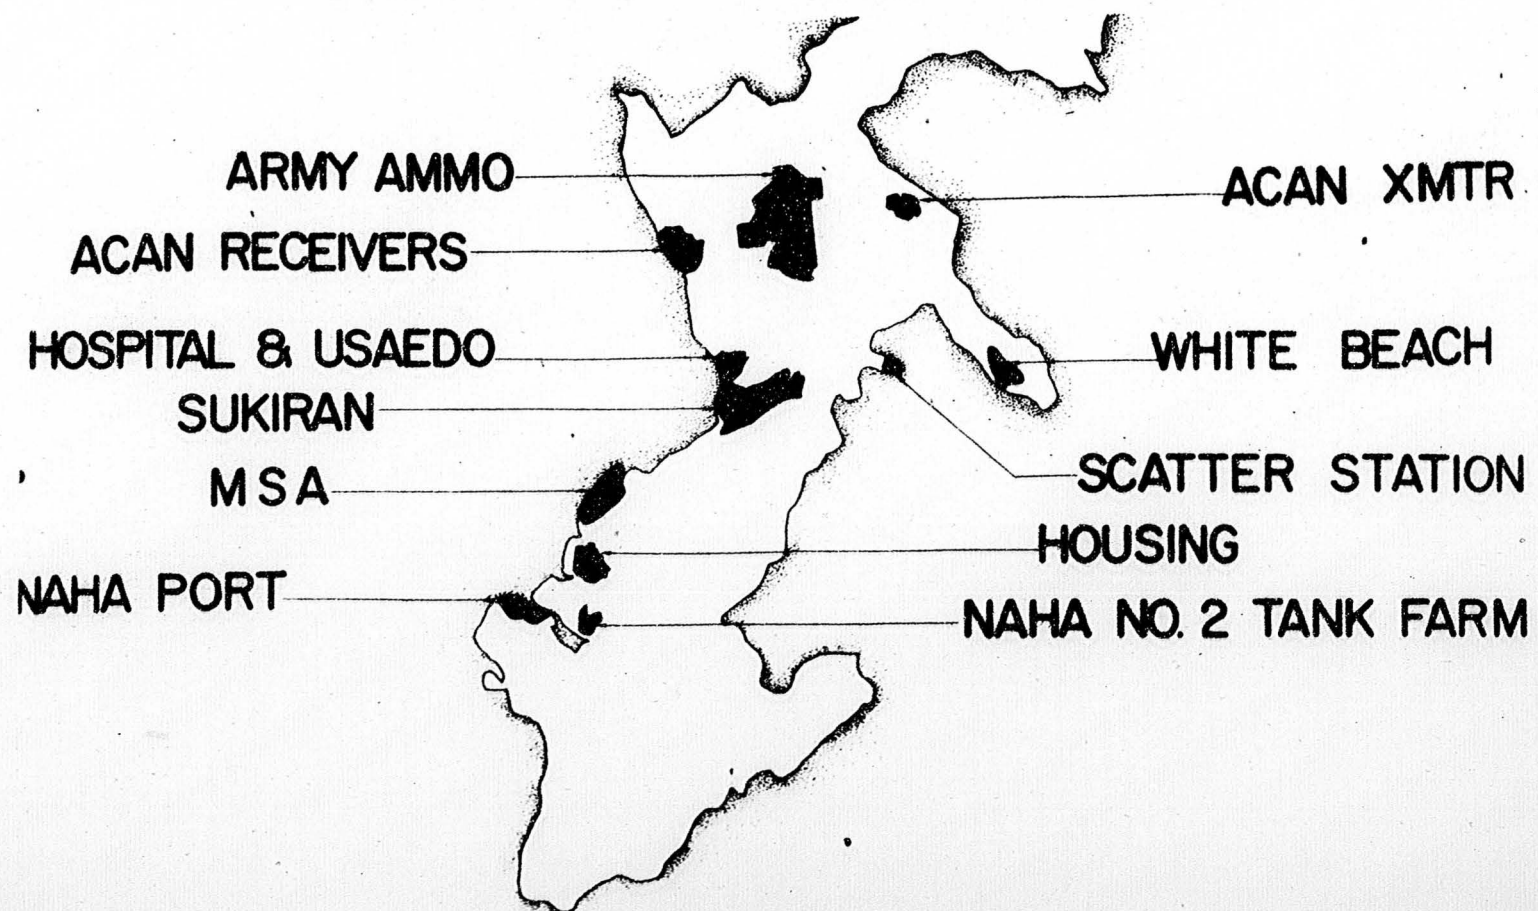 ARMY AMMO
ACAN RECEIVERS
HOSPITAL & USAEDO
SUKIRAN
MSA
NAHA PORT
ACAN XMTR
WHITE BEACH
SCATTER STATION
HOUSING
NAHA NO. 2 TANK FARM